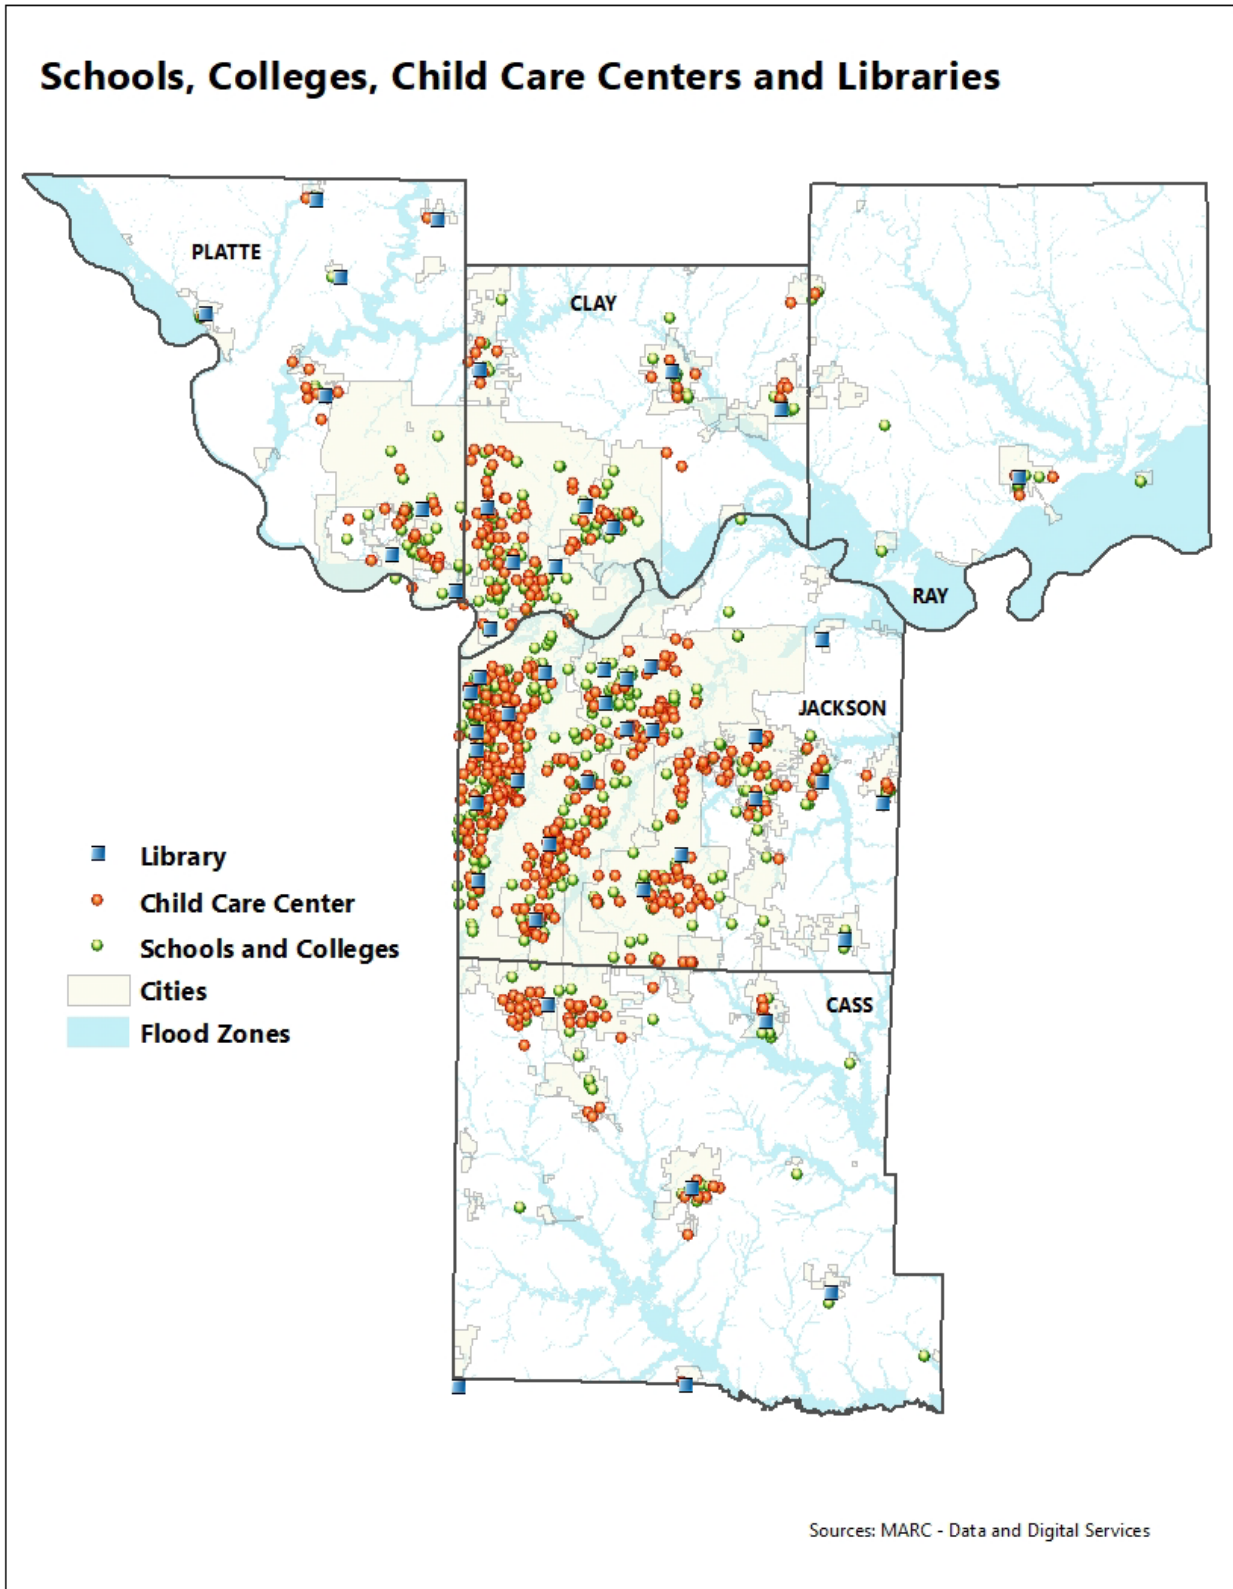 Schools, Colleges, Child Care Centers and Libraries
PLATTE
CLAY
RAY
JACKSON
Library
Child Care Center
Schools and Colleges
Cities
CASS
Flood Zones
Sources: MARC - Data and Digital Services